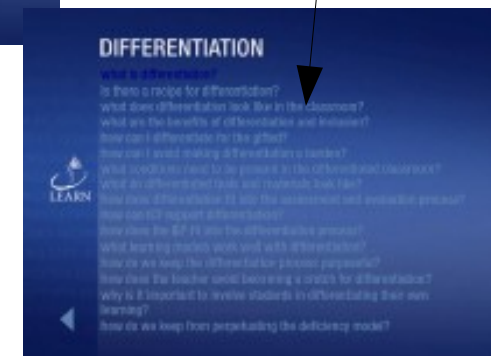 DIFFERENTIATION
what is differentiation?
is there a recipe for differentiation?
what does differentiation look like in the classroom?
what are the benefits of differentiation and inclusion?
how can I differentiate for the gifted?
how can I avoid making differentiation a burden?
what conditions need to be present in the differentiated classroom?
what do differentiated tools and materials look like?
how does differentiation fit into the assessment and evaluation process?
how can ICT support differentiation?
how does the fit into the differentiation process?
what learning models work well with differentiation?
how do we keep the differentiation process purposeful?
how does the teacher avoid becoming a crutch for differentiation?
why is it important to involve students in differentiating their own
learning?
how do we keep from perpetuating the deficiency model?
LEARN